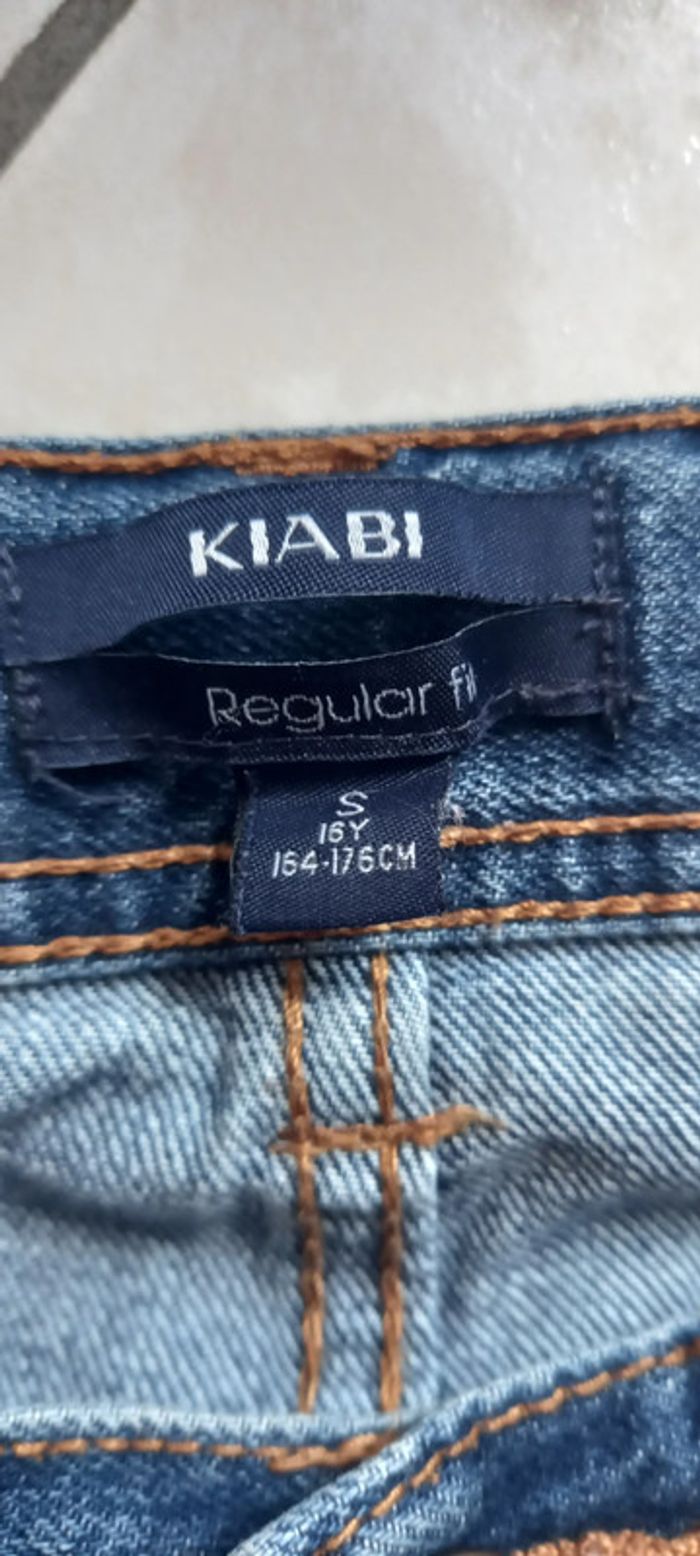 KIABI
Regular fit
S
16Y
164-176CM